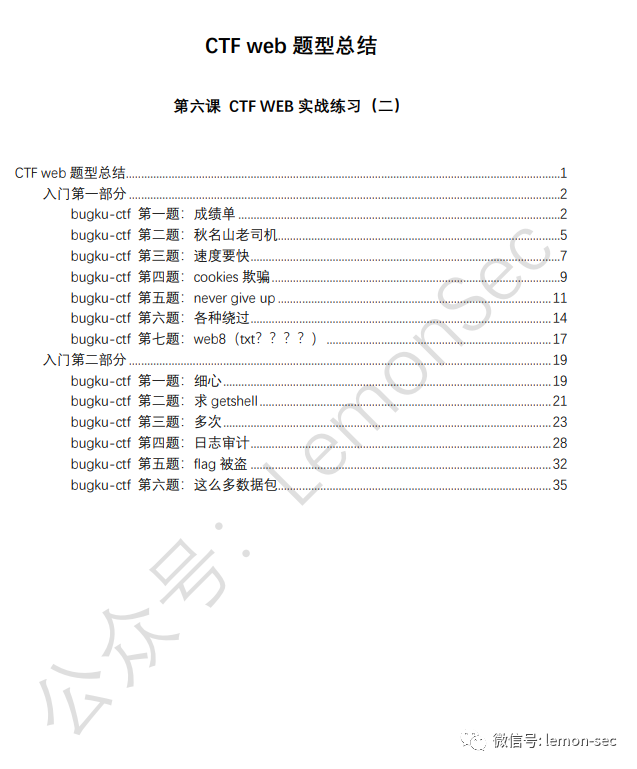 CTF web 题型总结
第六课 CTF WEB 实战练习（二）
CTF web 题型总结........................1
入门第一部分........................2
bugku-ctf 第一题：成绩单........................2
bugku-ctf 第二题：秋名山老司机........................5
bugku-ctf 第三题：速度要快........................7
bugku-ctf 第四题：cookies 欺骗........................9
bugku-ctf 第五题：never give up........................11
bugku-ctf 第六题：各种绕过........................14
bugku-ctf 第七题：web8（txt？？？？）........................17
入门第二部分........................19
bugku-ctf 第一题：细心........................19
bugku-ctf 第二题：求 getshell........................21
bugku-ctf 第三题：多次........................23
bugku-ctf 第四题：日志审计........................28
bugku-ctf 第五题：flag 被盗........................32
bugku-ctf 第六题：这么多数据包........................35
公众号：LemonSec
微信号: lemon-sec